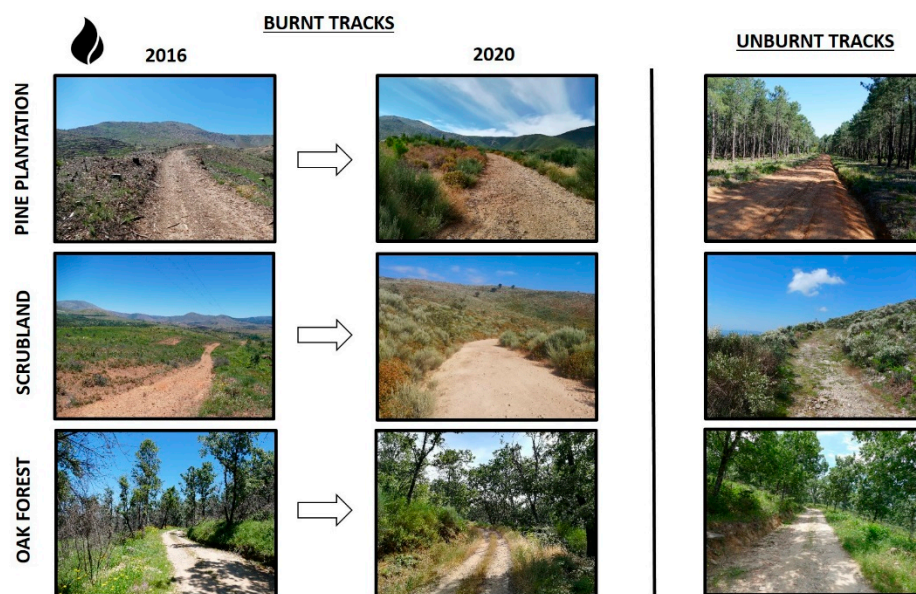 BURNT TRACKS
2016
2020
UNBURNT TRACKS
PINE PLANTATION
SCRUBLAND
OAK FOREST